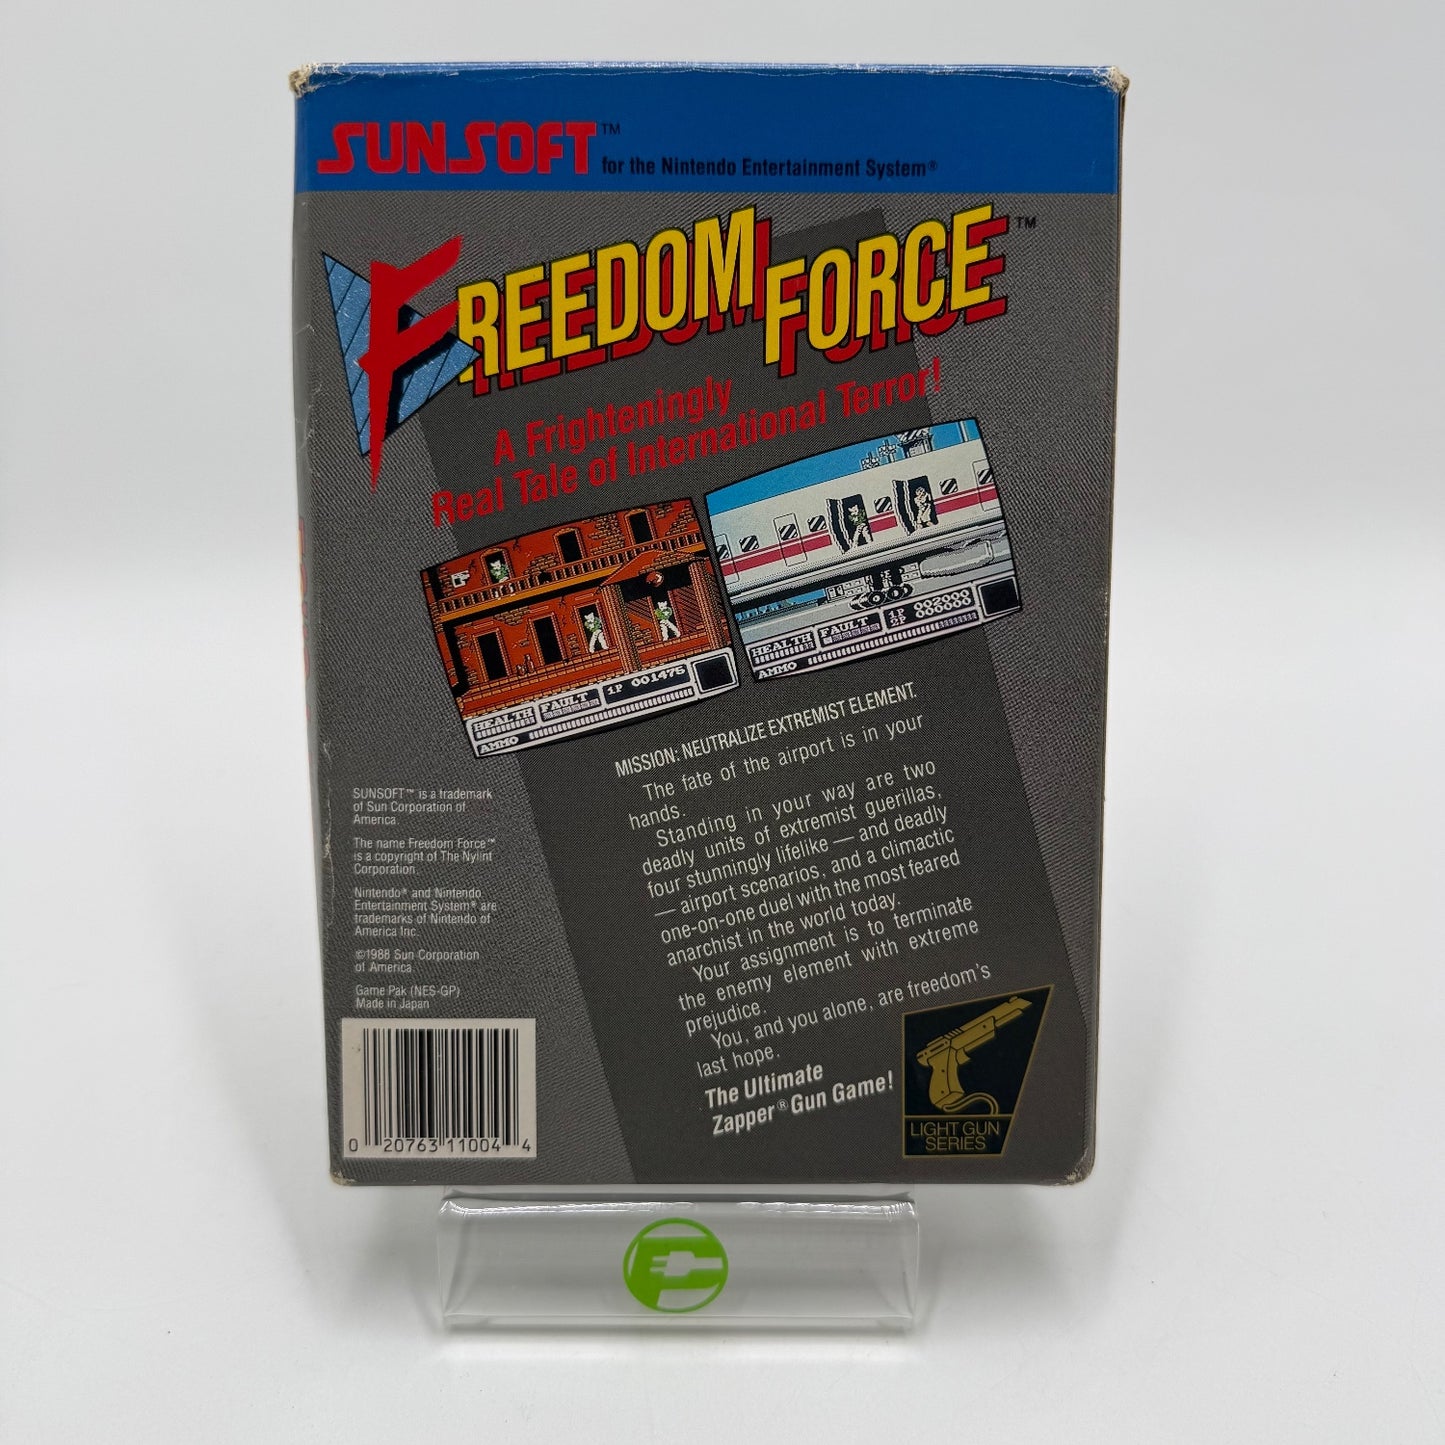 SUNSOFT™
for the Nintendo Entertainment System®
FREEDOM FORCE™
A Frighteningly
Real Tale of International Terror!
HEALTH FAULT 1P 001475
AMMO
HEALTH FAULT 1P 002000
2P 000000
AMMO
MISSION: NEUTRALIZE EXTREMIST ELEMENT.
The fate of the airport is in your
hands.
Standing in your way are two
deadly units of extremist guerillas,
four stunningly lifelike — and deadly
— airport scenarios, and a climactic
one-on-one duel with the most feared
anarchist in the world today.
Your assignment is to terminate
the enemy element with extreme
prejudice.
You, and you alone, are freedom's
last hope.
The Ultimate
Zapper® Gun Game!
LIGHT GUN
SERIES
SUNSOFT™ is a trademark
of Sun Corporation of
America.
The name Freedom Force™
is a copyright of The Nylint
Corporation.
Nintendo® and Nintendo
Entertainment System® are
trademarks of Nintendo of
America Inc.
©1988 Sun Corporation
of America.
Game Pak (NES-GP)
Made in Japan
0 20763 11004 4